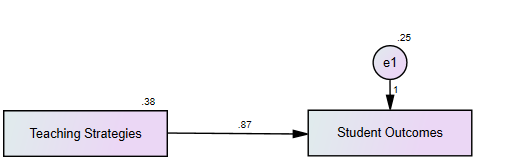 .25
e1
.38
1
.87
Teaching Strategies
Student Outcomes